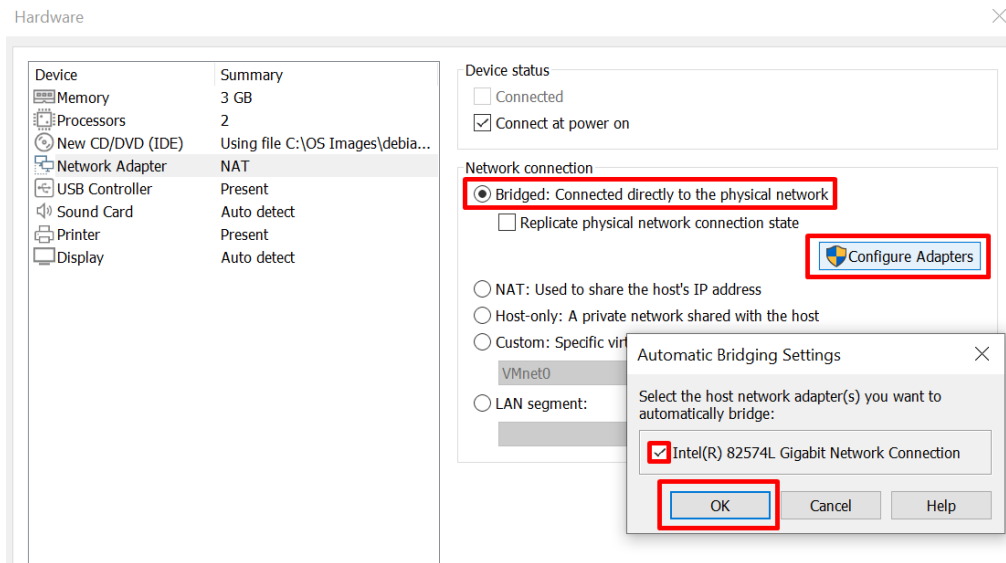 Hardware
Device Summary
Memory 3 GB
Processors 2
New CD/DVD (IDE) Using file C:\OS Images\debia...
Network Adapter NAT
USB Controller Present
Sound Card Auto detect
Printer Present
Display Auto detect
Device status
Connected
Connect at power on
Network connection
Bridged: Connected directly to the physical network
Replicate physical network connection state
Configure Adapters
NAT: Used to share the host's IP address
Host-only: A private network shared with the host
Custom: Specific virt
VMnet0
LAN segment:
Automatic Bridging Settings
Select the host network adapter(s) you want to
automatically bridge:
Intel(R) 82574L Gigabit Network Connection
OK Cancel Help